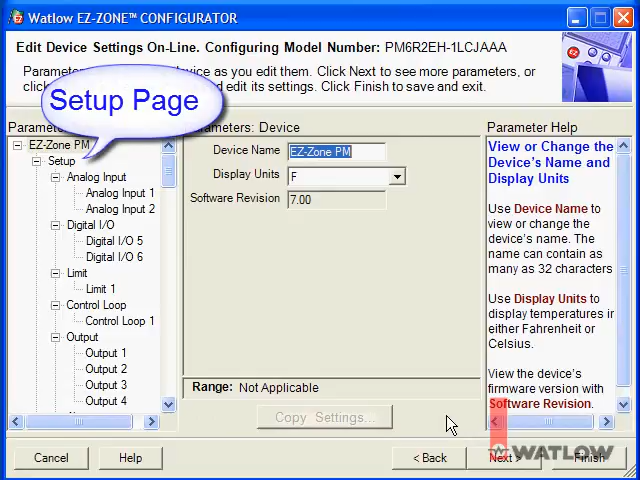 Watlow EZ-ZONE™ CONFIGURATOR
Edit Device Settings On-Line. Configuring Model Number: PM6R2EH-1LCJAAA
device as you edit them. Click Next to see more parameters, or
and edit its settings. Click Finish to save and exit.
Setup Page
Parameters: Device
Parameter Help
EZ-Zone PM
Setup
Analog Input
Analog Input 1
Analog Input 2
Digital I/O
Digital I/O 5
Digital I/O 6
Limit
Limit 1
Control Loop
Control Loop 1
Output
Output 1
Output 2
Output 3
Output 4
Device Name EZ-Zone PM
Display Units F
Software Revision 7.00
Range: Not Applicable
Copy Settings...
View or Change the
Device's Name and
Display Units
Use Device Name to
view or change the
device's name. The
name can contain as
many as 32 characters
Use Display Units to
display temperatures in
either Fahrenheit or
Celsius.
View the device's
firmware version with
Software Revision.
Cancel
Help
< Back
Next >
Finish
WATLOW